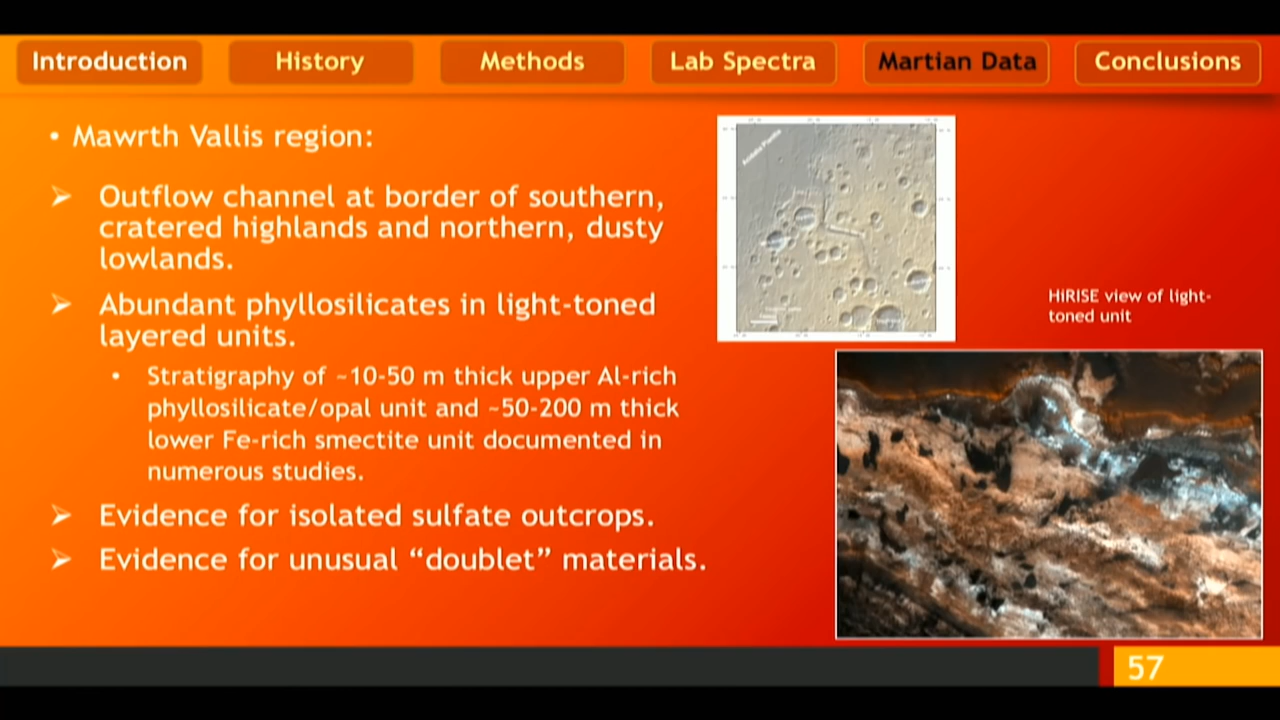 Introduction
History
Methods
Lab Spectra
Martian Data
Conclusions
• Mawrth Vallis region:
➢ Outflow channel at border of southern,
cratered highlands and northern, dusty
lowlands.
➢ Abundant phyllosilicates in light-toned
layered units.
• Stratigraphy of ~10-50 m thick upper Al-rich
phyllosilicate/opal unit and ~50-200 m thick
lower Fe-rich smectite unit documented in
numerous studies.
➢ Evidence for isolated sulfate outcrops.
➢ Evidence for unusual “doublet” materials.
HiRISE view of light-
toned unit
57